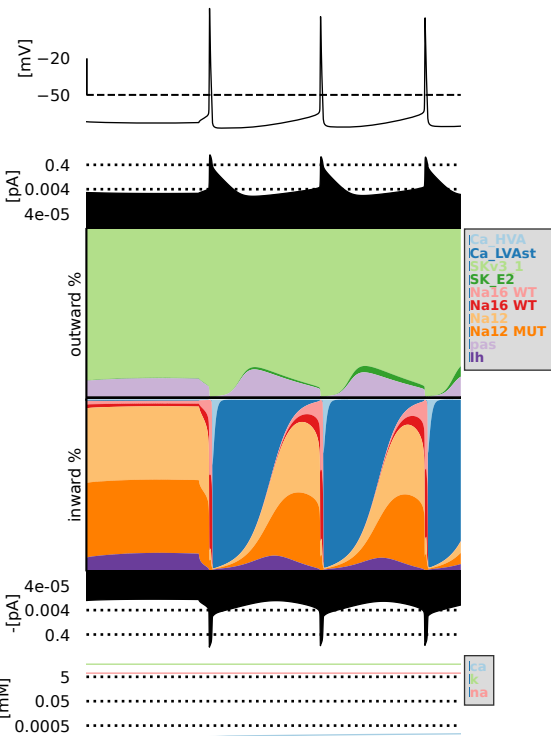 [mV]
−20
−50
[pA]
0.4
0.004
4e-05
outward %
Ca_HVA
Ca_LVAst
SKv3_1
SK_E2
Na16 WT
Na16 WT
Na12
Na12 MUT
pas
Ih
inward %
-[pA]
4e-05
0.004
0.4
[mM]
5
0.05
0.0005
ca
k
na